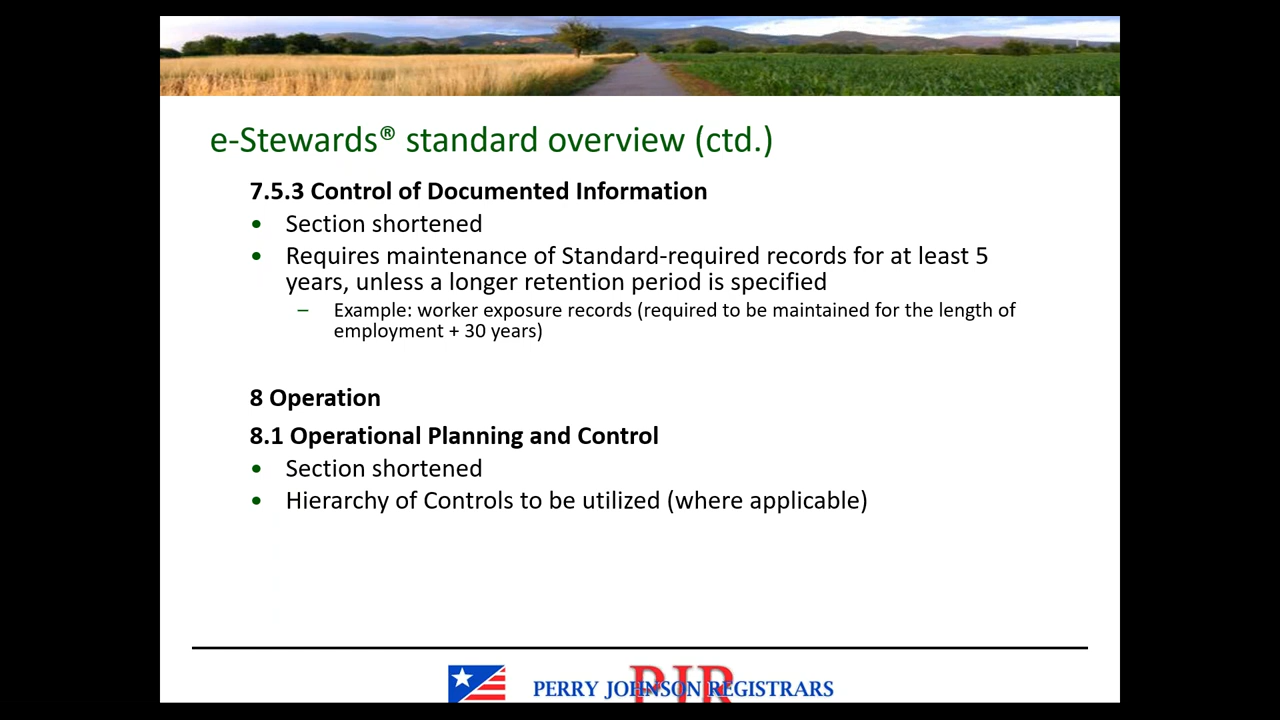 e-Stewards® standard overview (ctd.)
7.5.3 Control of Documented Information
• Section shortened
• Requires maintenance of Standard-required records for at least 5
years, unless a longer retention period is specified
– Example: worker exposure records (required to be maintained for the length of
employment + 30 years)
8 Operation
8.1 Operational Planning and Control
• Section shortened
• Hierarchy of Controls to be utilized (where applicable)
PJR
PERRY JOHNSON REGISTRARS